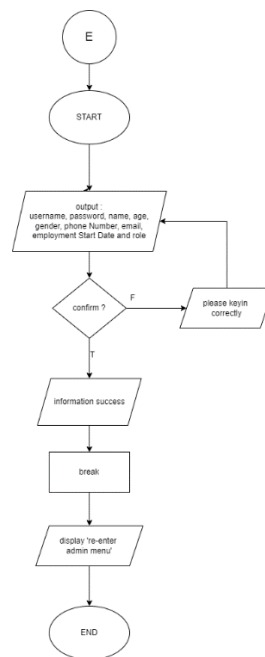 E
START
output :
username, password, name, age,
gender, phone Number, email,
employment Start Date and role
confirm ?
F
please keyin
correctly
T
information success
break
display 're-enter
admin menu'
END